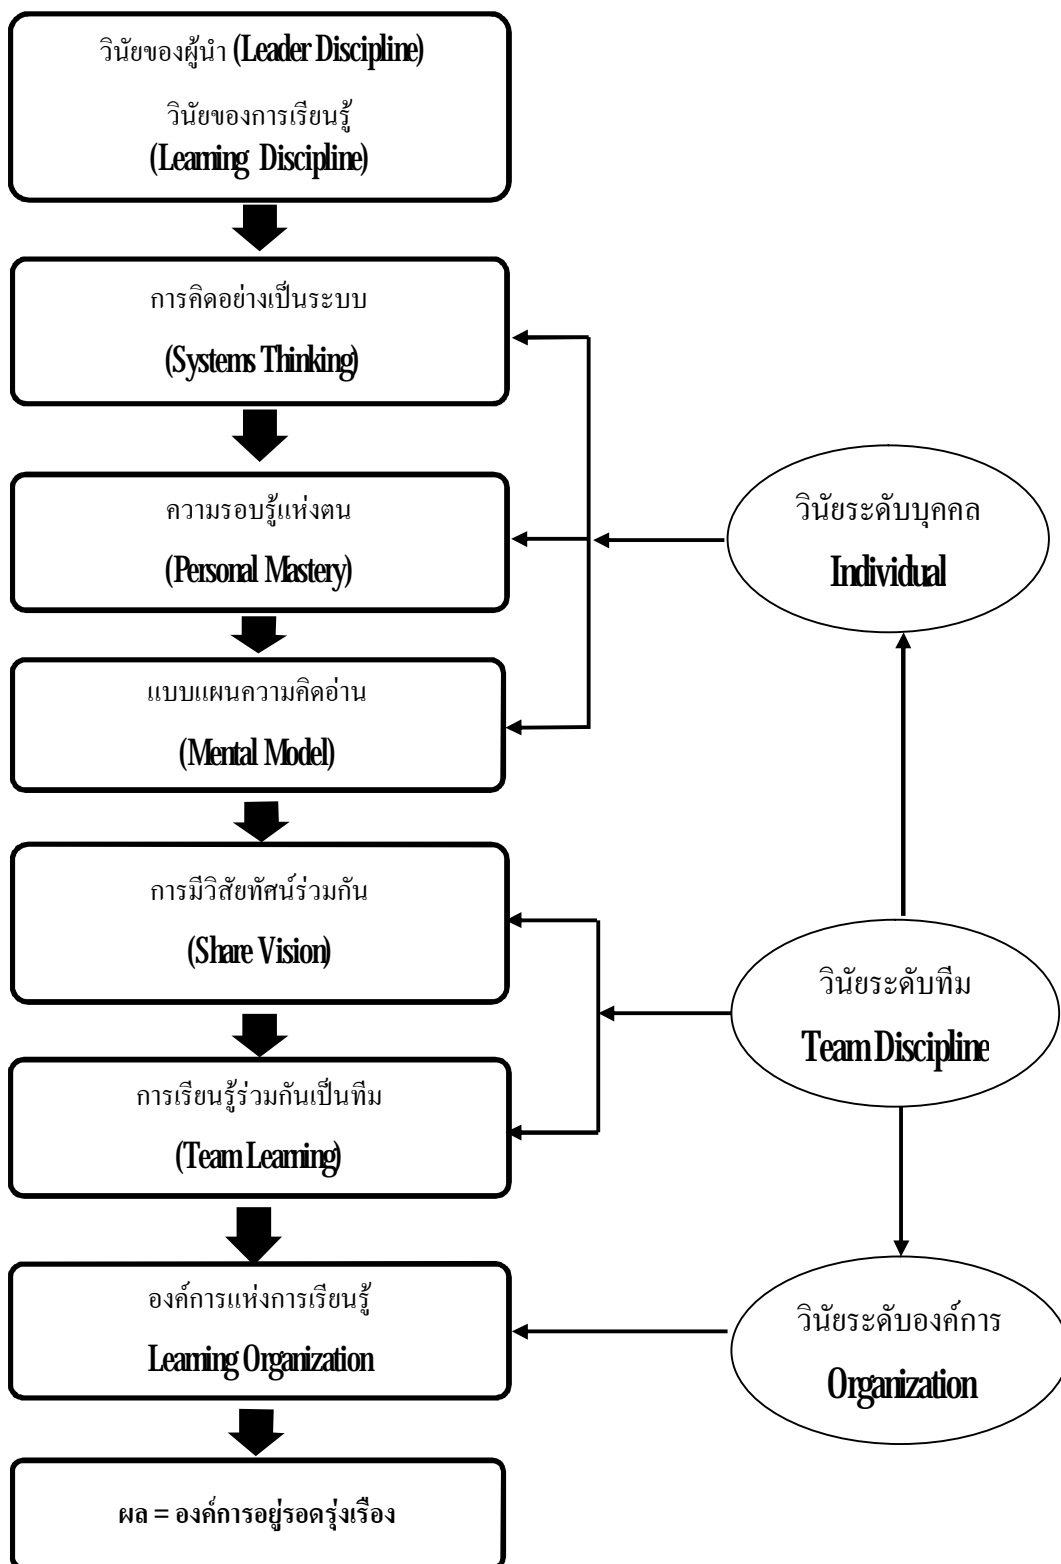 วินัยของผู้นำ (Leader Discipline)
วินัยของการเรียนรู้
(Learning Discipline)
การคิดอย่างเป็นระบบ
(Systems Thinking)
ความรอบรู้แห่งตน
(Personal Mastery)
แบบแผนความคิดอ่าน
(Mental Model)
การมีวิสัยทัศน์ร่วมกัน
(Share Vision)
การเรียนรู้ร่วมกันเป็นทีม
(Team Learning)
องค์การแห่งการเรียนรู้
Learning Organization
ผล = องค์การอยู่รอดรุ่งเรือง
วินัยระดับบุคคล
Individual
วินัยระดับทีม
Team Discipline
วินัยระดับองค์การ
Organization